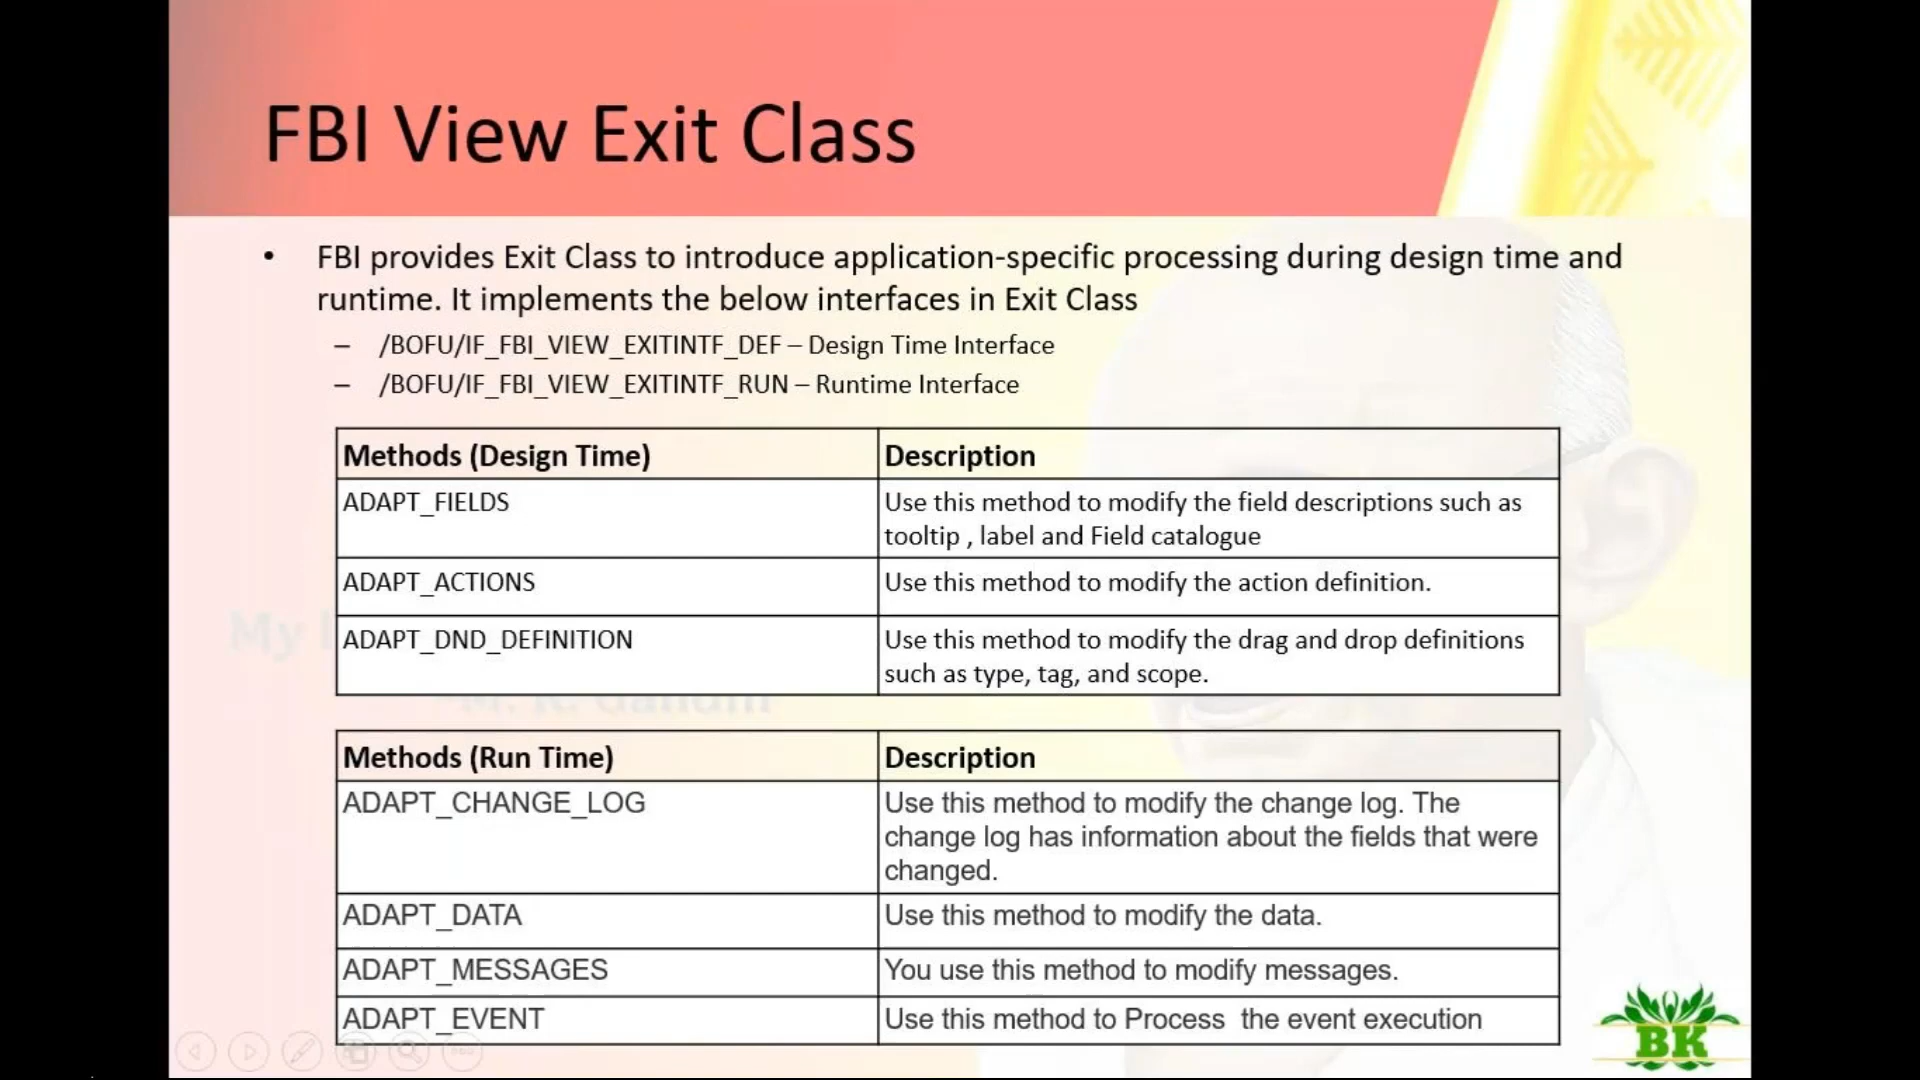 FBI View Exit Class
• FBI provides Exit Class to introduce application-specific processing during design time and
runtime. It implements the below interfaces in Exit Class
– /BOFU/IF_FBI_VIEW_EXITINTF_DEF – Design Time Interface
– /BOFU/IF_FBI_VIEW_EXITINTF_RUN – Runtime Interface
Methods (Design Time) Description
ADAPT_FIELDS Use this method to modify the field descriptions such as
tooltip , label and Field catalogue
ADAPT_ACTIONS Use this method to modify the action definition.
ADAPT_DND_DEFINITION Use this method to modify the drag and drop definitions
such as type, tag, and scope.
My
M. K. Gandhi
Methods (Run Time) Description
ADAPT_CHANGE_LOG Use this method to modify the change log. The
change log has information about the fields that were
changed.
ADAPT_DATA Use this method to modify the data.
ADAPT_MESSAGES You use this method to modify messages.
ADAPT_EVENT Use this method to Process the event execution
BK